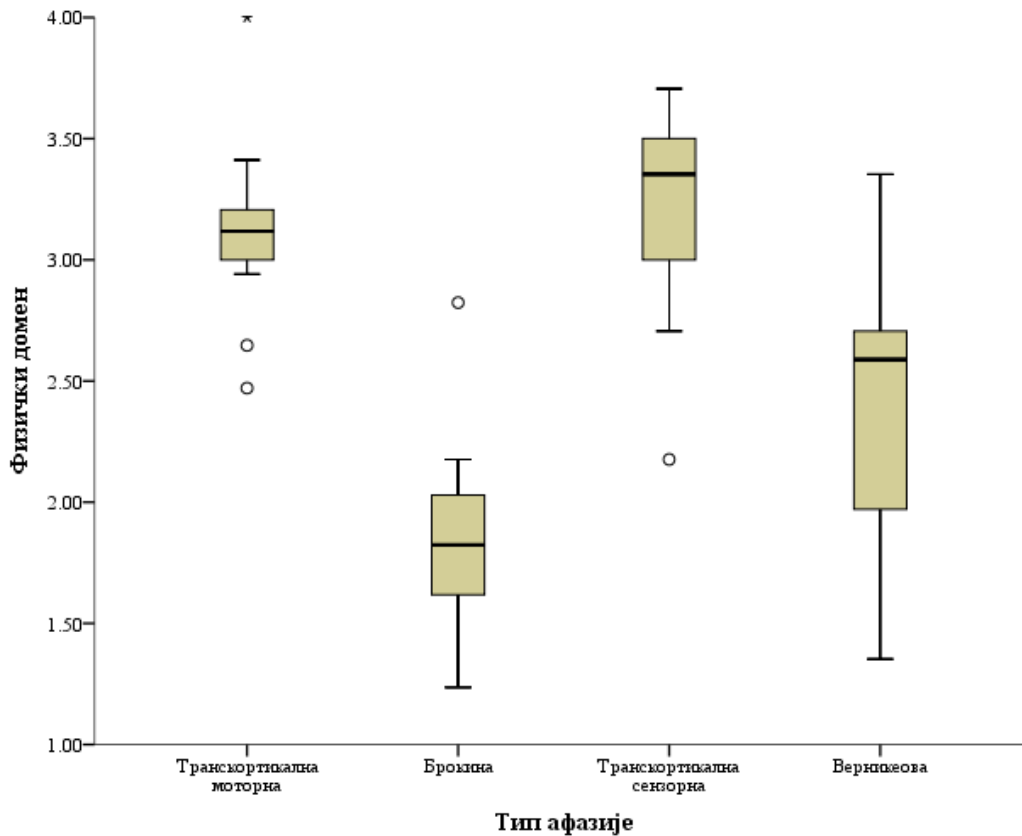 4.00
3.50
3.00
2.50
2.00
1.50
1.00
Физички домен
Транскортикална
моторна
Брокина
Транскортикална
сензорна
Верникеова
Тип афазије